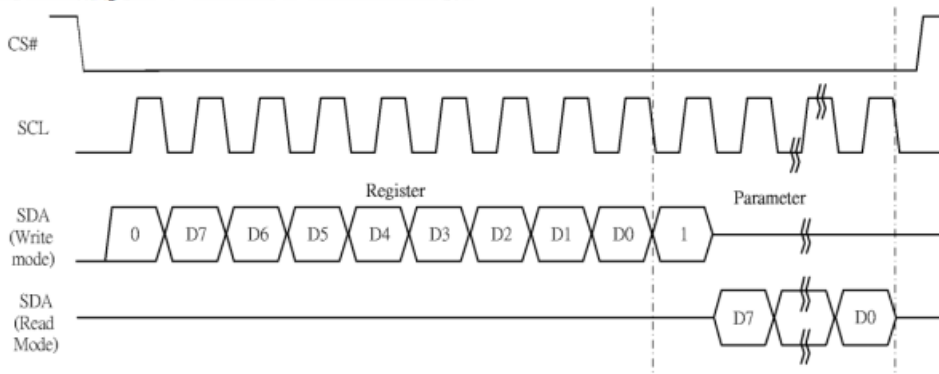 CS#
SCL
Register
Parameter
SDA
(Write
mode)
0 D7 D6 D5 D4 D3 D2 D1 D0 1
SDA
(Read
Mode)
D7 D0